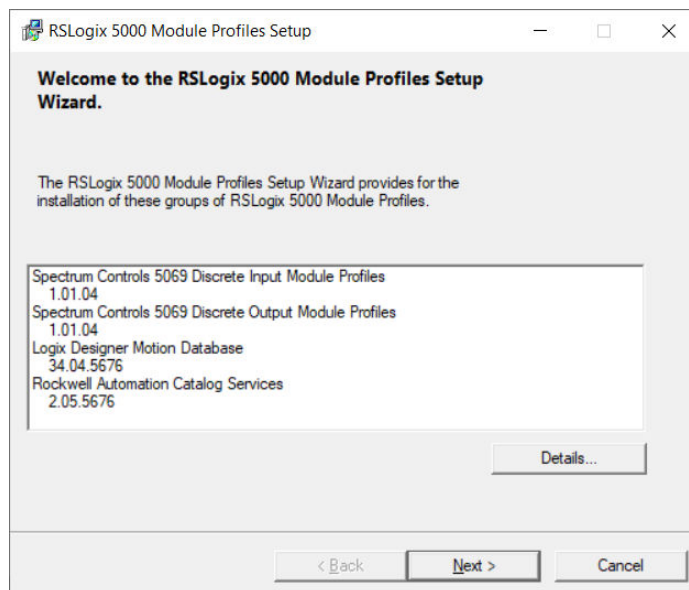 RSLogix 5000 Module Profiles Setup
Welcome to the RSLogix 5000 Module Profiles Setup
Wizard.
The RSLogix 5000 Module Profiles Setup Wizard provides for the
installation of these groups of RSLogix 5000 Module Profiles.
Spectrum Controls 5069 Discrete Input Module Profiles
1.01.04
Spectrum Controls 5069 Discrete Output Module Profiles
1.01.04
Logix Designer Motion Database
34.04.5676
Rockwell Automation Catalog Services
2.05.5676
Details...
< Back
Next >
Cancel